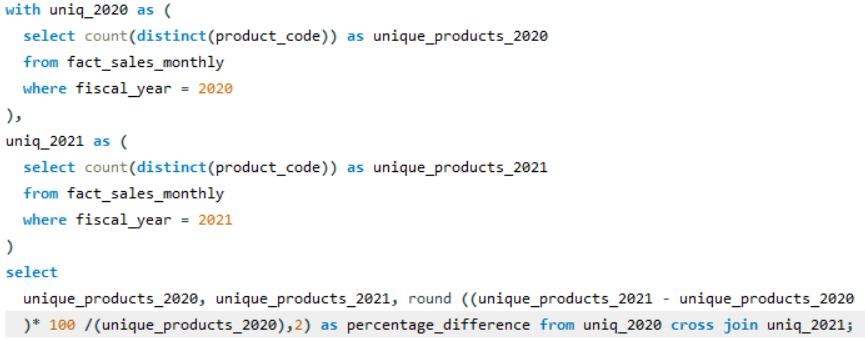 with uniq_2020 as (
  select count(distinct(product_code)) as unique_products_2020
  from fact_sales_monthly
  where fiscal_year = 2020
),
uniq_2021 as (
  select count(distinct(product_code)) as unique_products_2021
  from fact_sales_monthly
  where fiscal_year = 2021
)
select
  unique_products_2020, unique_products_2021, round ((unique_products_2021 - unique_products_2020
  )* 100 /(unique_products_2020),2) as percentage_difference from uniq_2020 cross join uniq_2021;